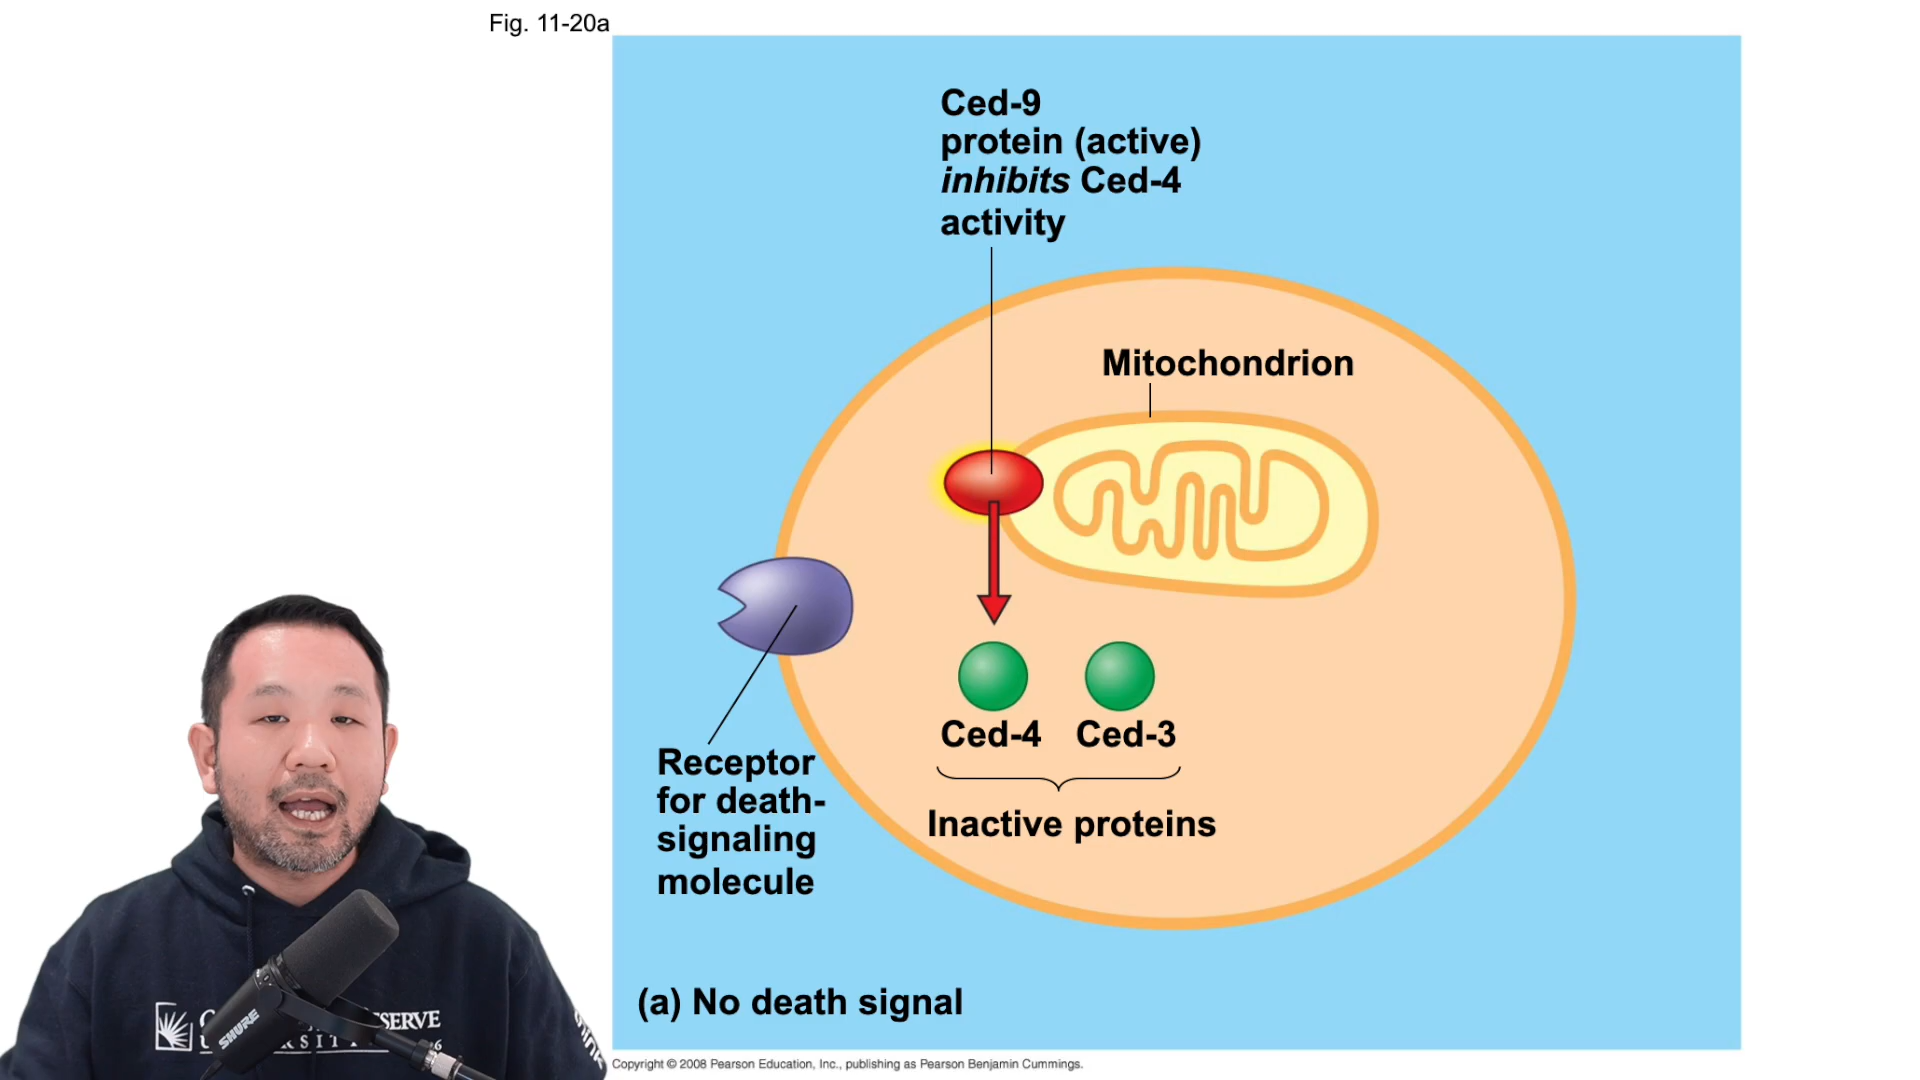 Fig. 11-20a
Ced-9
protein (active)
inhibits Ced-4
activity
Mitochondrion
Ced-4 Ced-3
Inactive proteins
Receptor
for death-
signaling
molecule
(a) No death signal
SHURE
think
Copyright © 2008 Pearson Education, Inc., publishing as Pearson Benjamin Cummings.